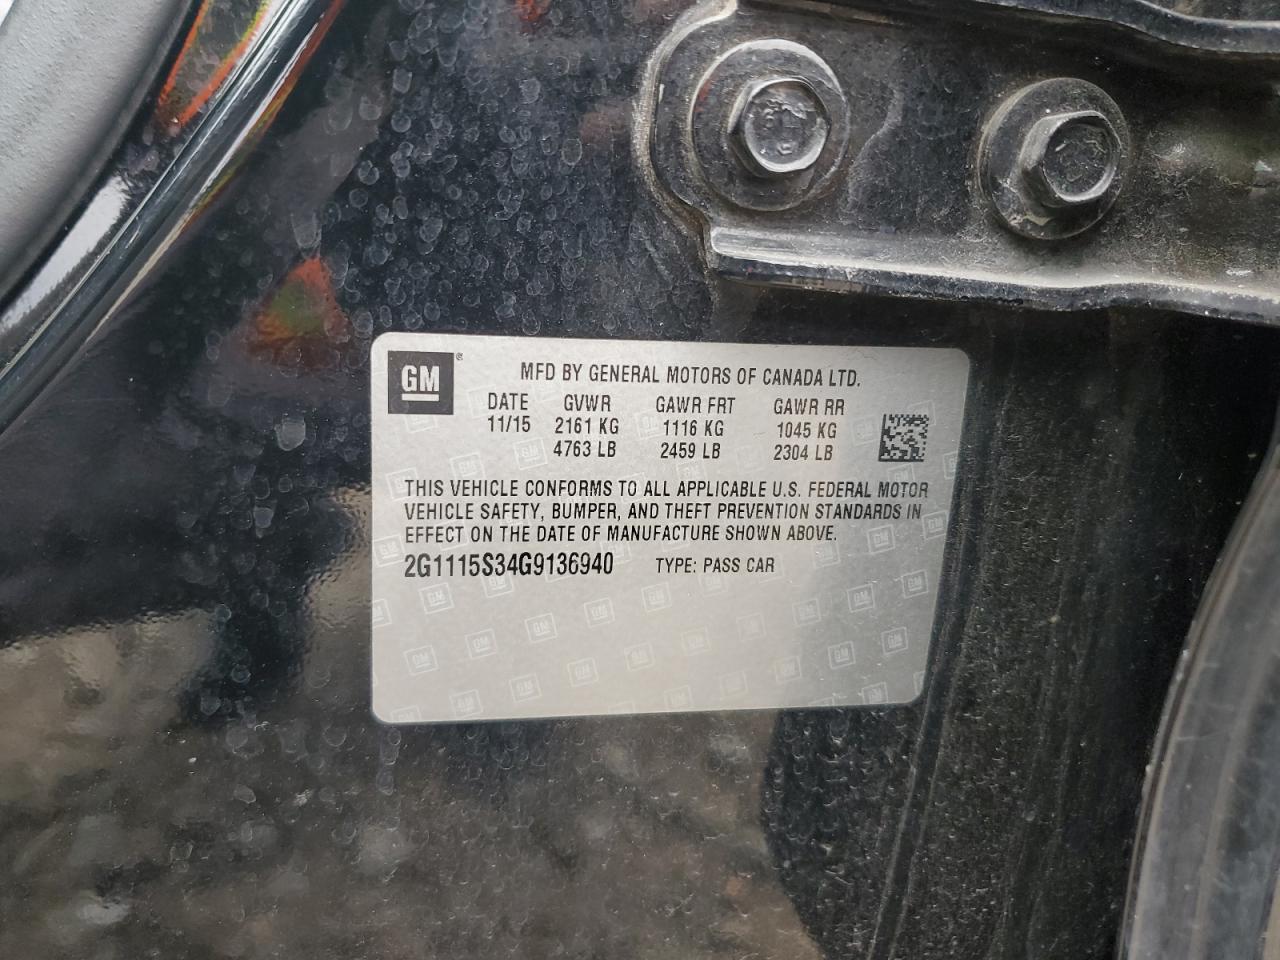 GM
MFD BY GENERAL MOTORS OF CANADA LTD.
DATE GVWR GAWR FRT GAWR RR
11/15 2161 KG 1116 KG 1045 KG
4763 LB 2459 LB 2304 LB
THIS VEHICLE CONFORMS TO ALL APPLICABLE U.S. FEDERAL MOTOR
VEHICLE SAFETY, BUMPER, AND THEFT PREVENTION STANDARDS IN
EFFECT ON THE DATE OF MANUFACTURE SHOWN ABOVE.
2G1115S34G9136940 TYPE: PASS CAR